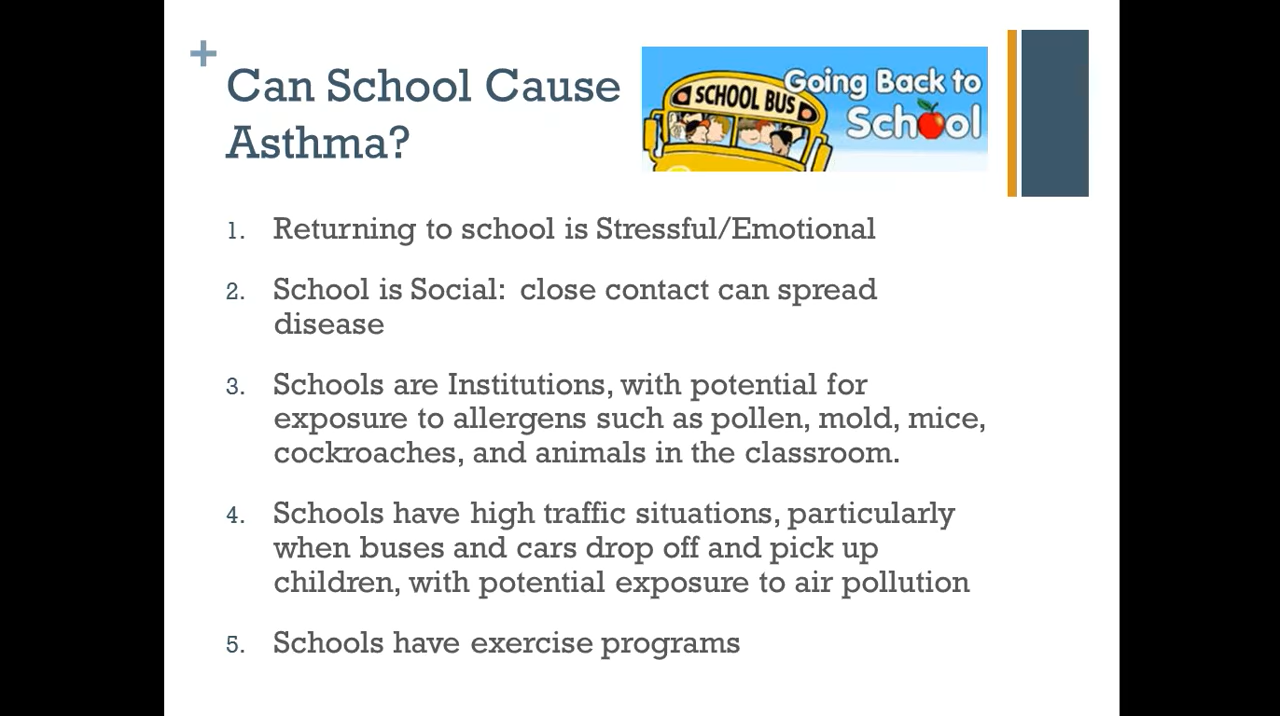 +
Can School Cause
Asthma?
SCHOOL BUS
Going Back to
School
1. Returning to school is Stressful/Emotional
2. School is Social:  close contact can spread
disease
3. Schools are Institutions, with potential for
exposure to allergens such as pollen, mold, mice,
cockroaches, and animals in the classroom.
4. Schools have high traffic situations, particularly
when buses and cars drop off and pick up
children, with potential exposure to air pollution
5. Schools have exercise programs